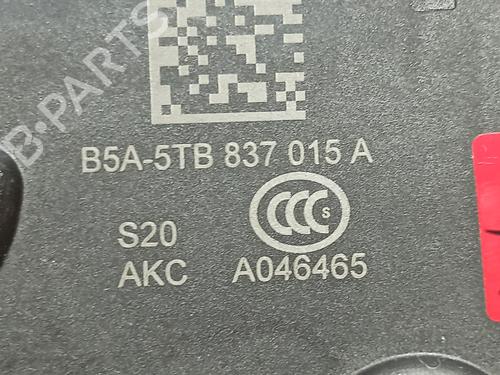 B-PARTS
B5A-5TB 837 015 A
CCC S
S20
AKC A046465